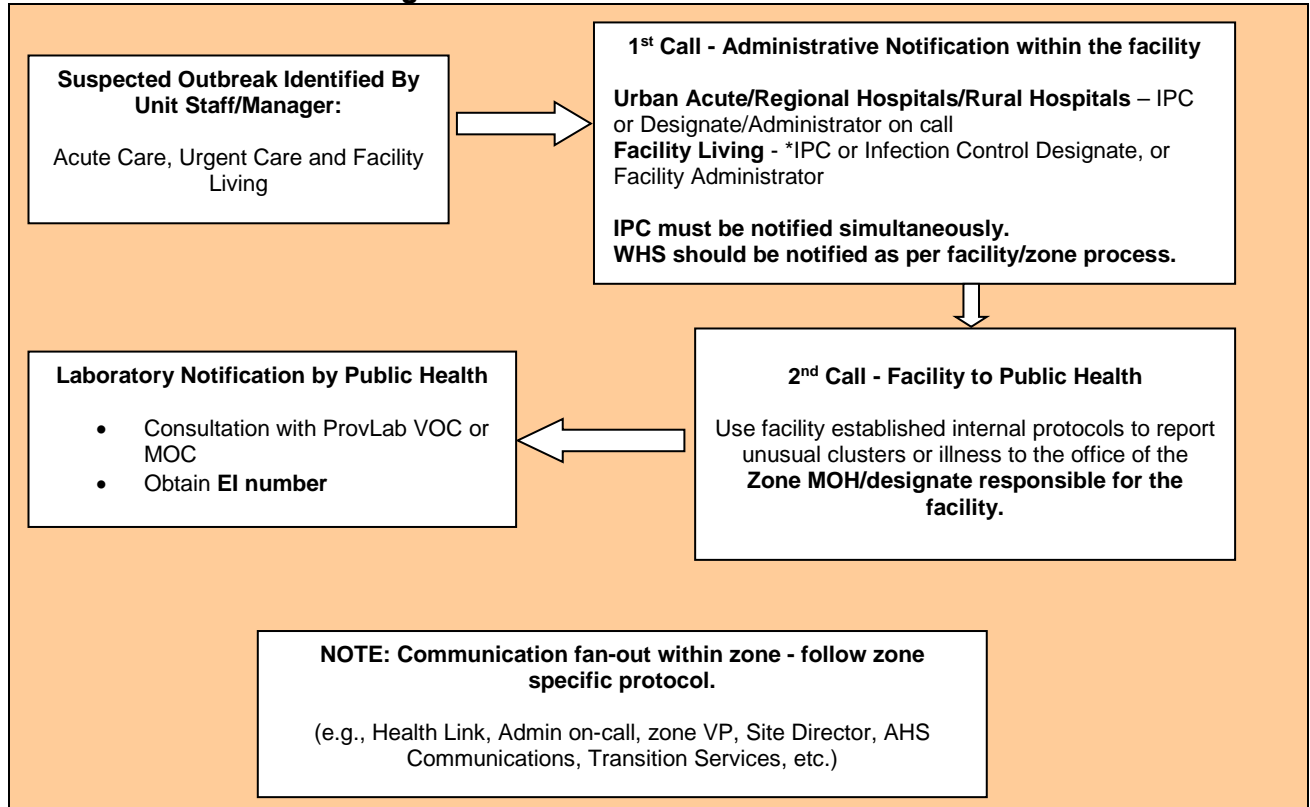 Suspected Outbreak Identified By
Unit Staff/Manager:
Acute Care, Urgent Care and Facility
Living
1st Call - Administrative Notification within the facility
Urban Acute/Regional Hospitals/Rural Hospitals – IPC
or Designate/Administrator on call
Facility Living - *IPC or Infection Control Designate, or
Facility Administrator
IPC must be notified simultaneously.
WHS should be notified as per facility/zone process.
2nd Call - Facility to Public Health
Use facility established internal protocols to report
unusual clusters or illness to the office of the
Zone MOH/designate responsible for the
facility.
Laboratory Notification by Public Health
• Consultation with ProvLab VOC or
MOC
• Obtain EI number
NOTE: Communication fan-out within zone - follow zone
specific protocol.
(e.g., Health Link, Admin on-call, zone VP, Site Director, AHS
Communications, Transition Services, etc.)